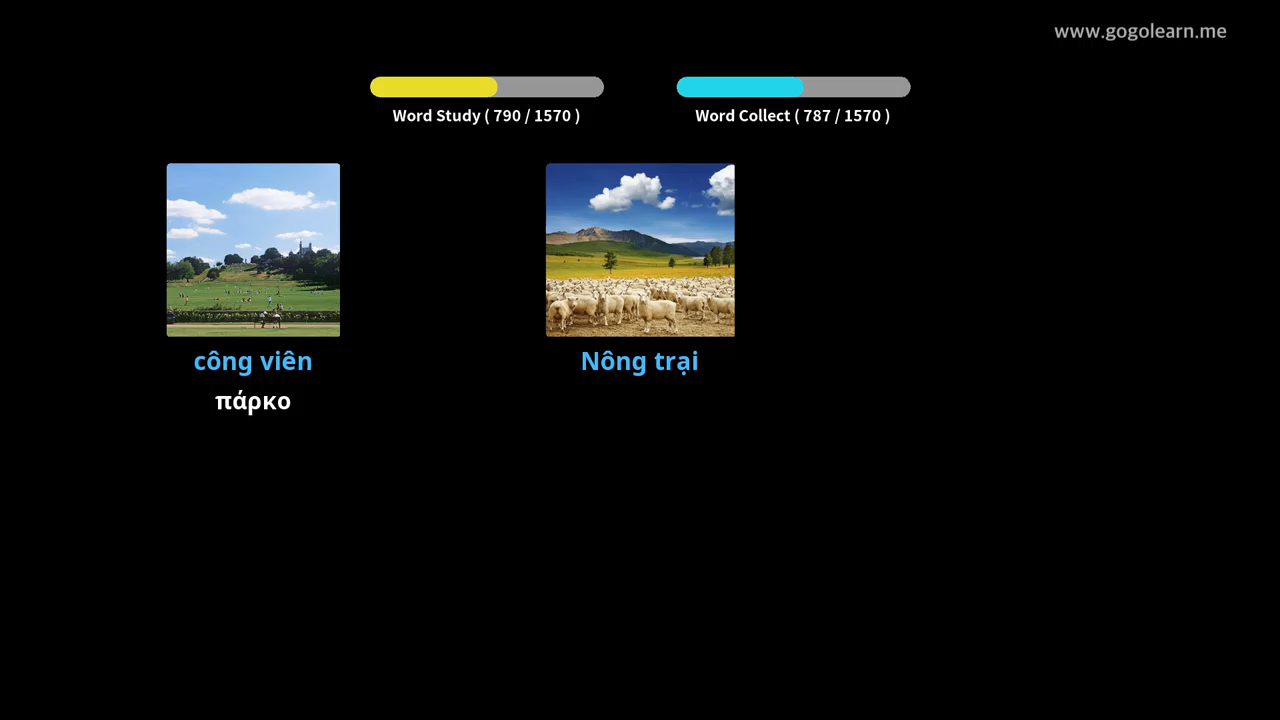 www.gogolearn.me
Word Study ( 790 / 1570 )
Word Collect ( 787 / 1570 )
công viên
πάρκο
Nông trại